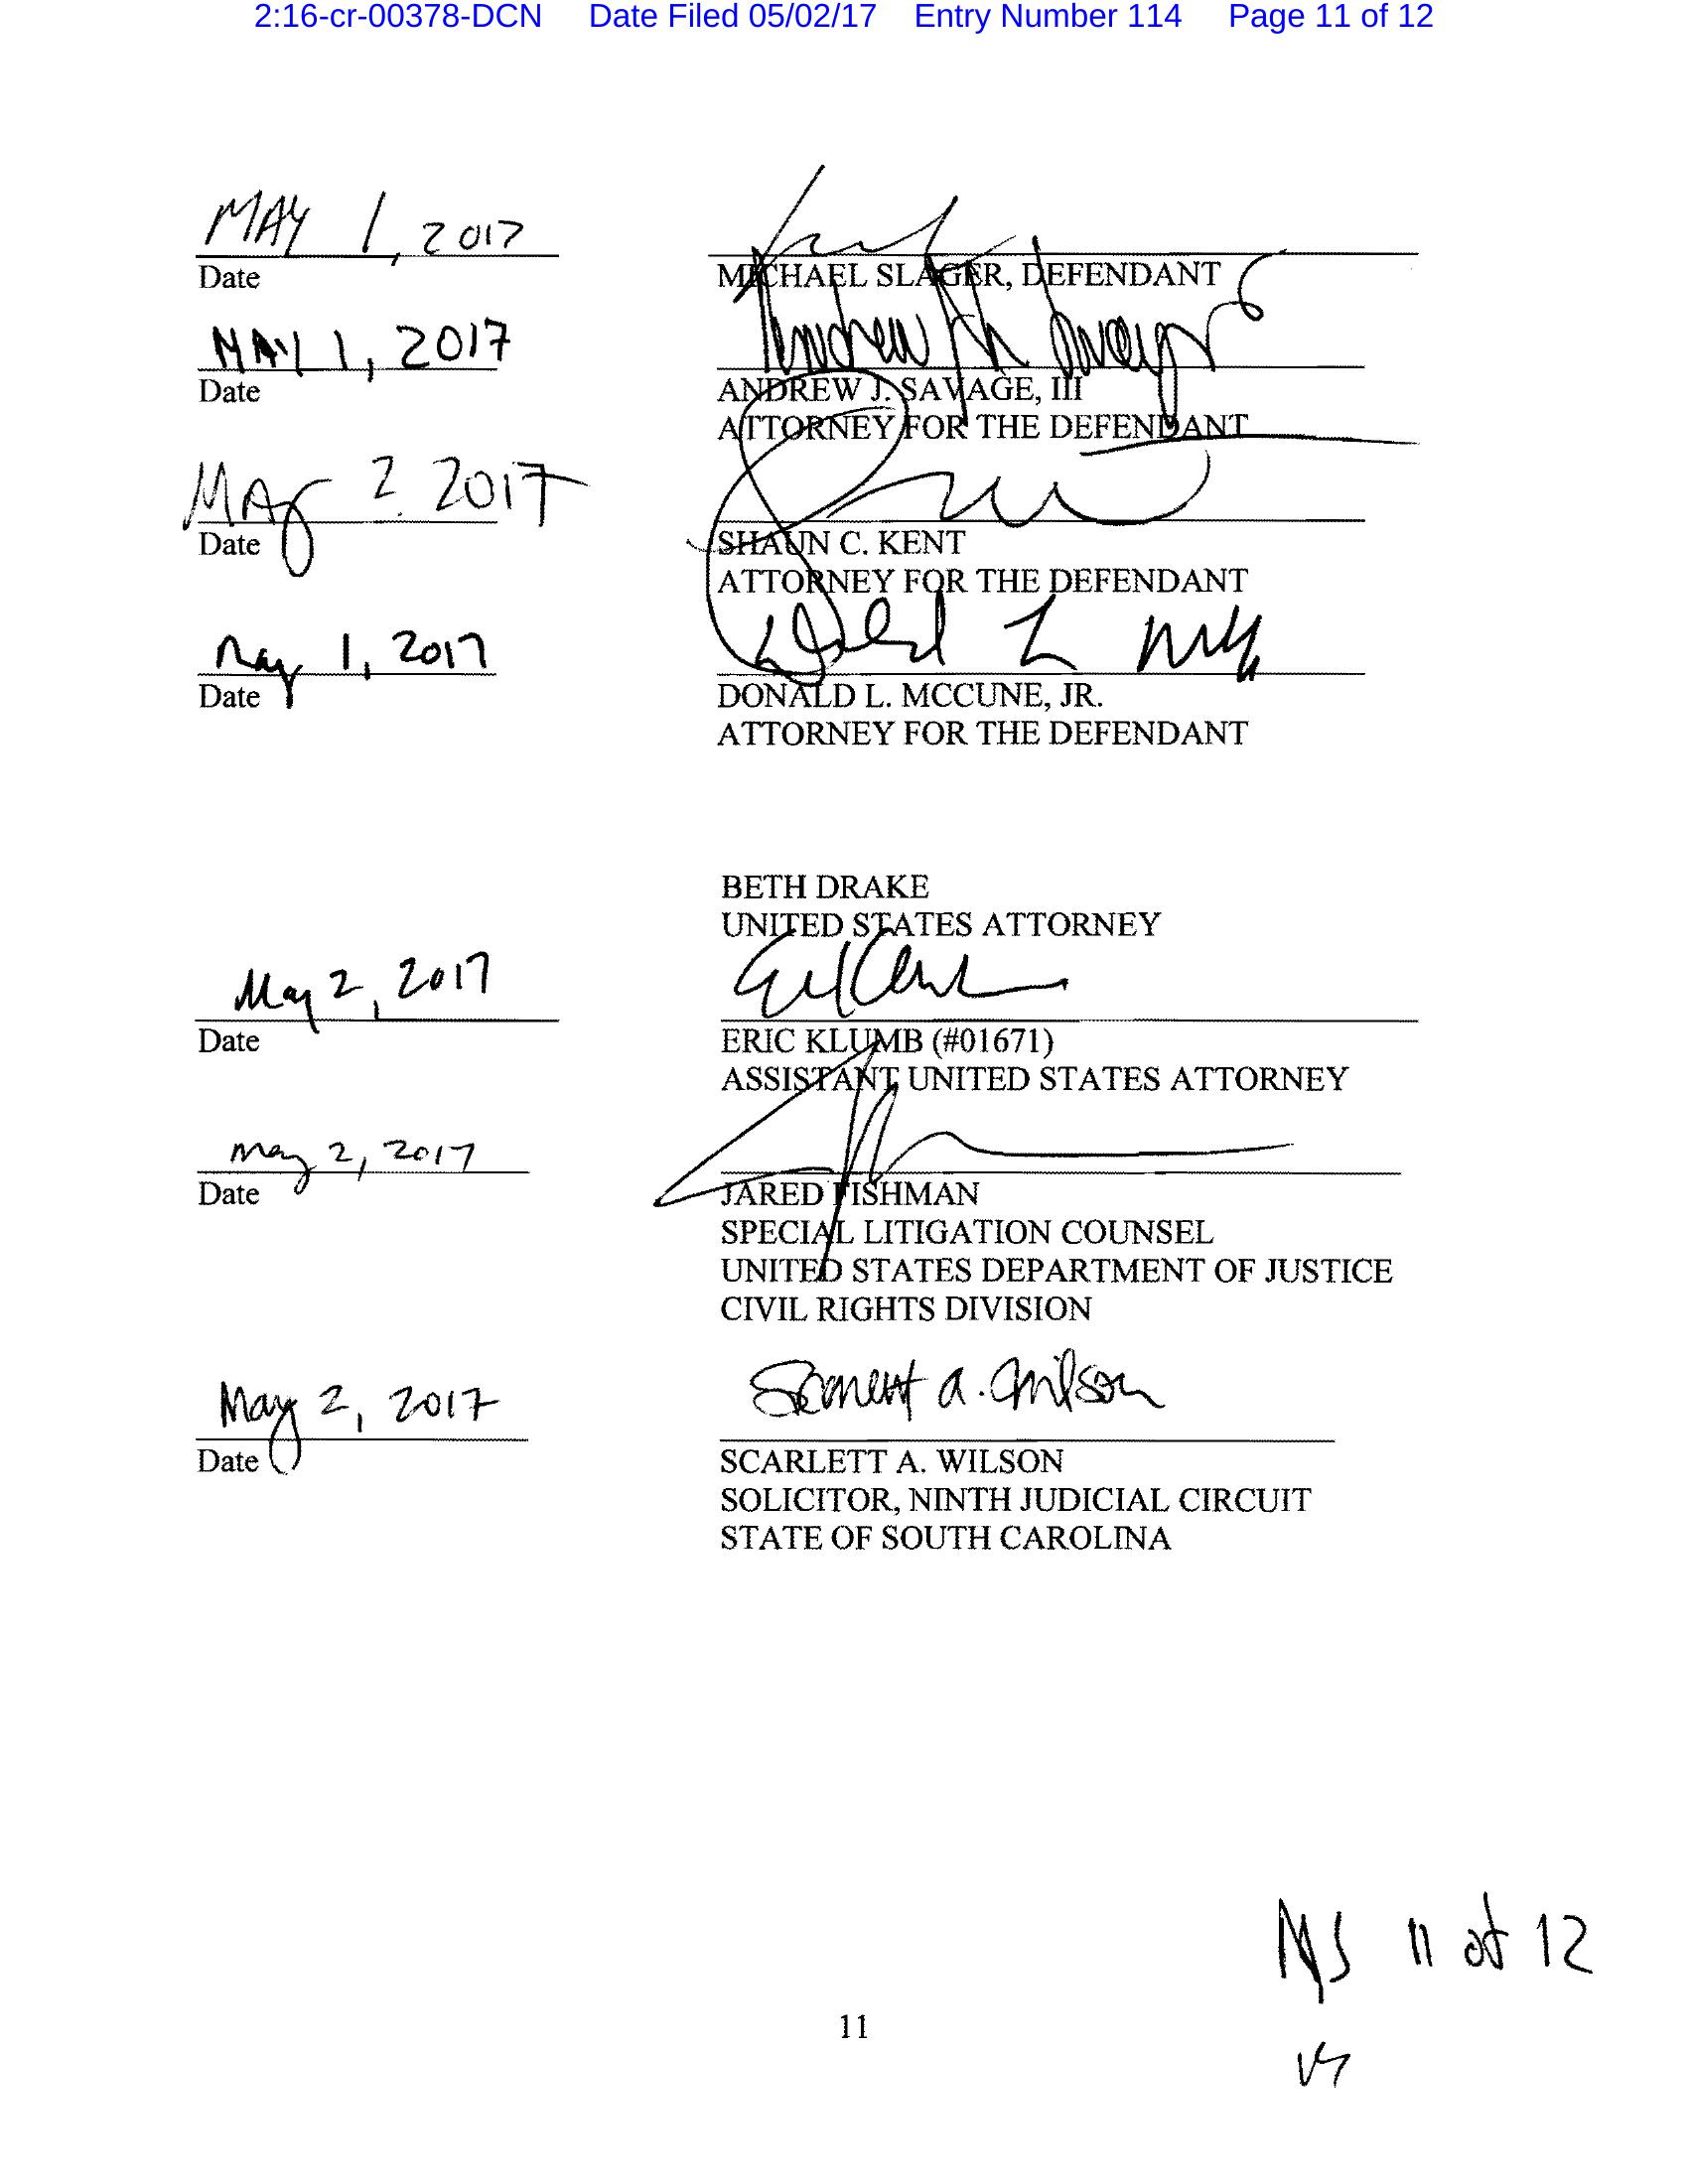 2:16-cr-00378-DCN Date Filed 05/02/17 Entry Number 114 Page 11 of 12
MAY 1, 2017
Date
MICHAEL SLAGER, DEFENDANT
MAY 1, 2017
Date
ANDREW J. SAVAGE, III
ATTORNEY FOR THE DEFENDANT
May 2 2017
Date
SHAUN C. KENT
ATTORNEY FOR THE DEFENDANT
May 1, 2017
Date
DONALD L. MCCUNE, JR.
ATTORNEY FOR THE DEFENDANT
BETH DRAKE
UNITED STATES ATTORNEY
May 2, 2017
Date
ERIC KLUMB (#01671)
ASSISTANT UNITED STATES ATTORNEY
May 2, 2017
Date
JARED FISHMAN
SPECIAL LITIGATION COUNSEL
UNITED STATES DEPARTMENT OF JUSTICE
CIVIL RIGHTS DIVISION
May 2, 2017 Scarlett A. Wilson
Date
SCARLETT A. WILSON
SOLICITOR, NINTH JUDICIAL CIRCUIT
STATE OF SOUTH CAROLINA
11 of 12
11